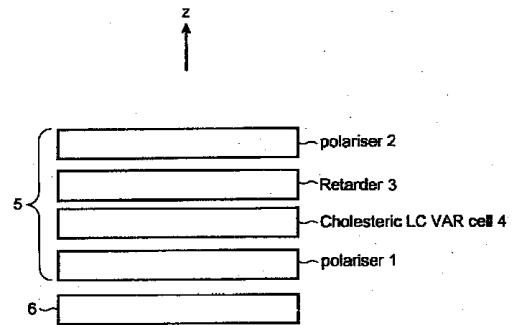 z
polariser 2
Retarder 3
5
Cholesteric LC VAR cell 4
polariser 1
6